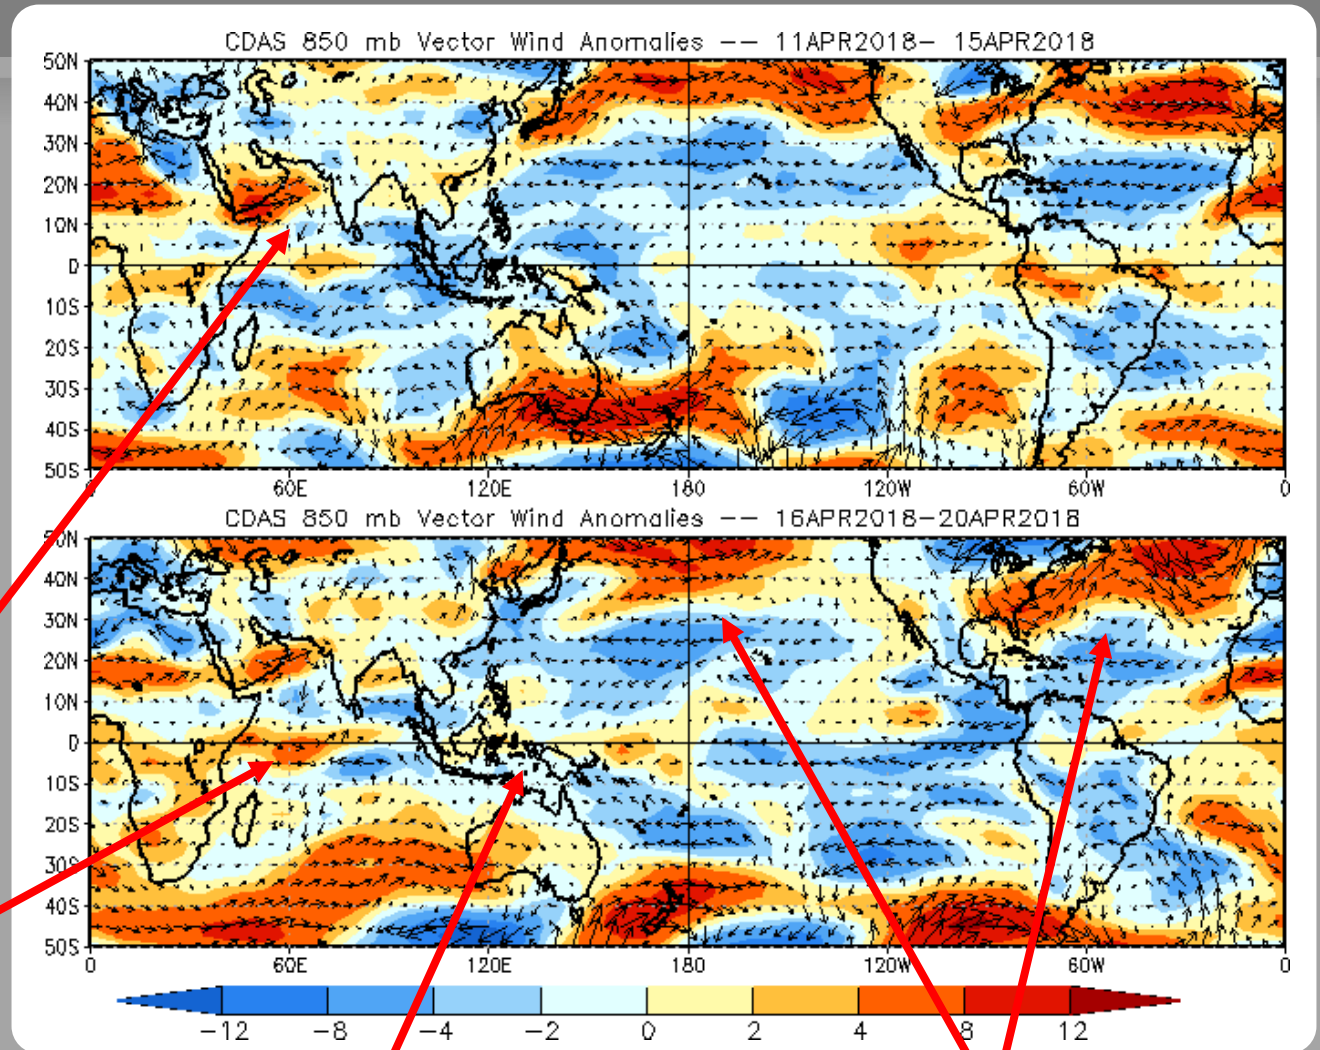 CDAS 850 mb Vector Wind Anomalies -- 11APR2018- 15APR2018
50N
40N
30N
20N
10N
0
10S
20S
30S
40S
50S
0 60E 120E 180 120W 60W 0
CDAS 850 mb Vector Wind Anomalies -- 16APR2018-20APR2018
50N
40N
30N
20N
10N
0
10S
20S
30S
40S
50S
0 60E 120E 180 120W 60W 0
-12 -8 -4 -2 0 2 4 8 12